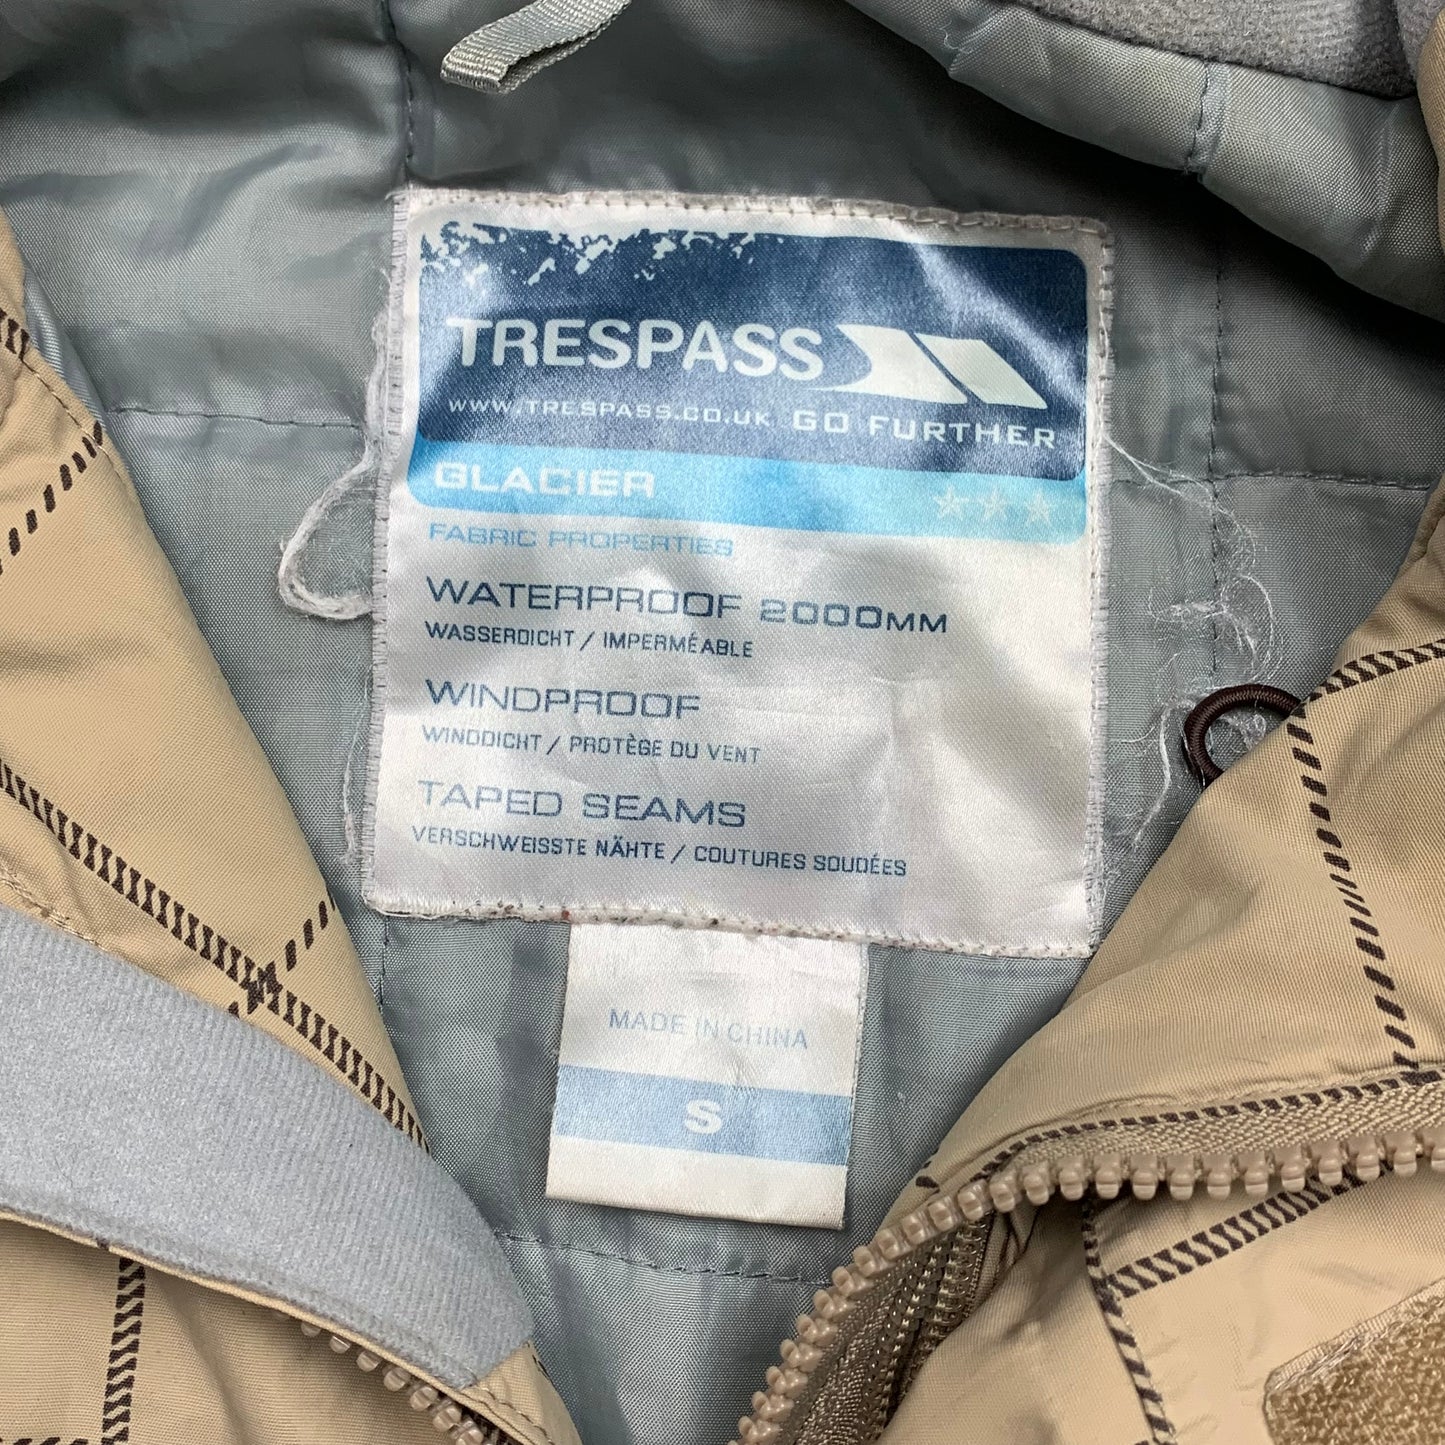 TRESPASS
WWW.TRESPASS.CO.UK GO FURTHER
GLACIER
FABRIC PROPERTIES
WATERPROOF 2000MM
WASSERDICHT / IMPERMÉABLE
WINDPROOF
WINDDICHT / PROTÈGE DU VENT
TAPED SEAMS
VERSCHWEISSTE NÄHTE / COUTURES SOUDÉES
MADE IN CHINA
S